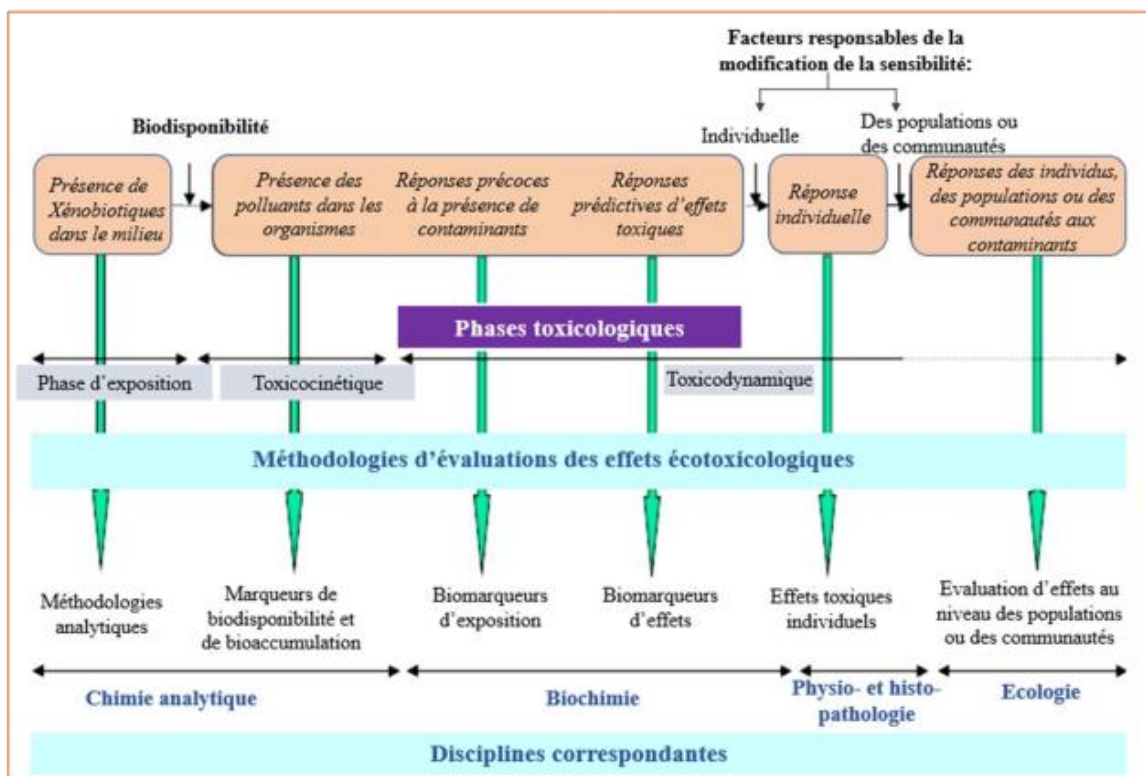 Facteurs responsables de la
modification de la sensibilité:
Biodisponibilité
Individuelle
Des populations ou
des communautés
Présence de
Xénobiotiques
dans le milieu
Présence des
polluants dans les
organismes
Réponses précoces
à la présence de
contaminants
Réponses
prédictives d'effets
toxiques
Réponse
individuelle
Réponses des individus,
des populations ou des
communautés aux
contaminants
Phases toxicologiques
Phase d'exposition
Toxicocinétique
Toxicodynamique
Méthodologies d'évaluations des effets écotoxicologiques
Méthodologies
analytiques
Marqueurs de
biodisponibilité et
de bioaccumulation
Biomarqueurs
d'exposition
Biomarqueurs
d'effets
Effets toxiques
individuels
Evaluation d'effets au
niveau des populations
ou des communautés
Chimie analytique
Biochimie
Physio- et histo-
pathologie
Ecologie
Disciplines correspondantes